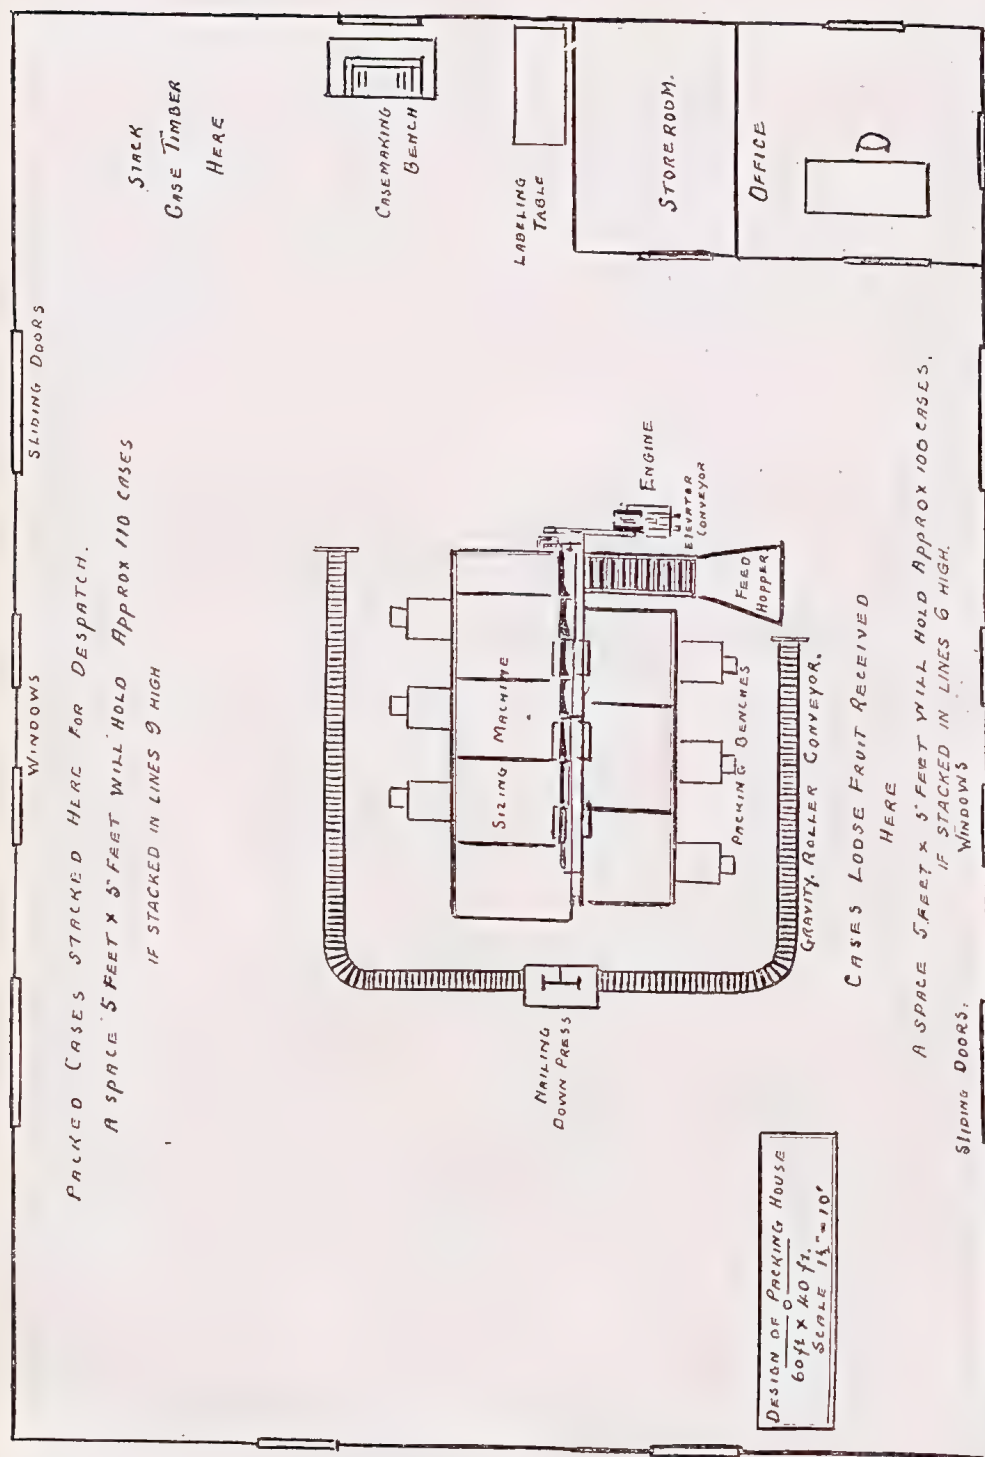 SLIDING DOORS
WINDOWS
PACKED CASES STACKED HERE FOR DESPATCH.
A SPACE 5 FEET X 5 FEET WILL HOLD APPROX 110 CASES
IF STACKED IN LINES 9 HIGH
STACK
CASE TIMBER
HERE
CASEMAKING
BENCH
LABELING
TABLE
STOREROOM.
OFFICE
ENGINE
ELEVATOR
CONVEYOR
FEED
HOPPER
SIZING MACHINE
PACKING BENCHES
GRAVITY. ROLLER CONVEYOR.
NAILING
DOWN PRESS
CASES LOOSE FRUIT RECEIVED
HERE
A SPACE 5 FEET X 5 FEET WILL HOLD APPROX 100 CASES.
IF STACKED IN LINES 6 HIGH.
WINDOWS
SLIDING DOORS.
DESIGN OF PACKING HOUSE
60 ft X 40 ft.
SCALE 1½" = 10'